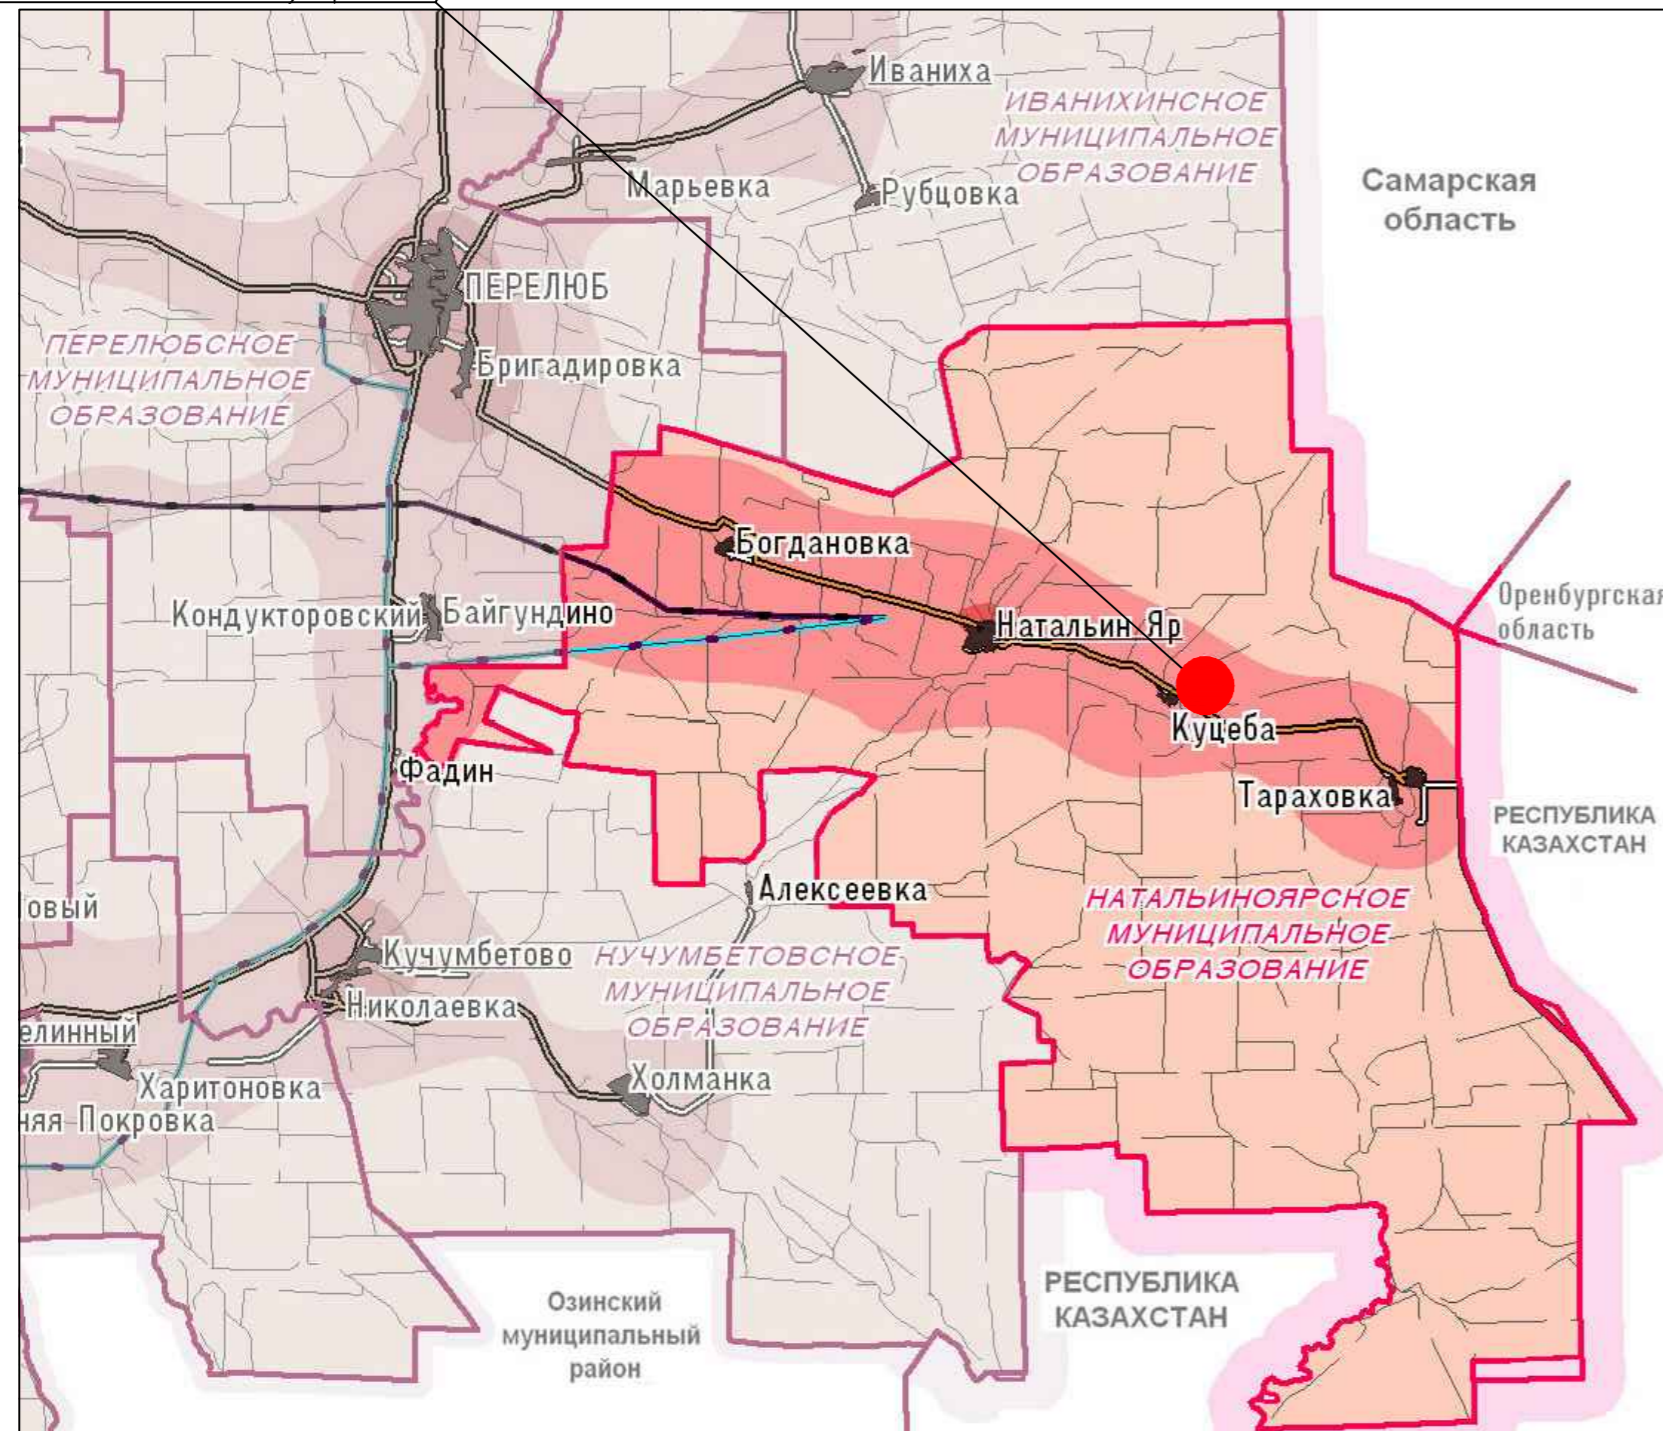 Иваниха
ИВАНИХИНСКОЕ
МУНИЦИПАЛЬНОЕ
ОБРАЗОВАНИЕ
Марьевка
Рубцовка
Самарская
область
ПЕРЕЛЮБ
ПЕРЕЛЮБСКОЕ
МУНИЦИПАЛЬНОЕ
ОБРАЗОВАНИЕ
Бригадировка
Богдановка
Кондукторовский
Байгундино
Натальин Яр
Оренбургская
область
Куцеба
Фадин
Тараховка
РЕСПУБЛИКА
КАЗАХСТАН
Алексеевка
НАТАЛЬИНОЯРСКОЕ
МУНИЦИПАЛЬНОЕ
ОБРАЗОВАНИЕ
овый
Кучумбетово
КУЧУМБЕТОВСКОЕ
МУНИЦИПАЛЬНОЕ
ОБРАЗОВАНИЕ
Николаевка
елинный
Харитоновка
Холманка
няя Покровка
РЕСПУБЛИКА
КАЗАХСТАН
Озинский
муниципальный
район